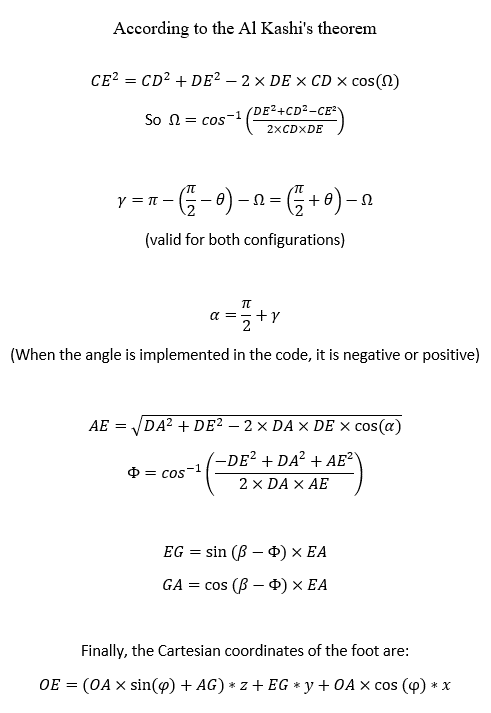 According to the Al Kashi's theorem
CE² = CD² + DE² − 2 × DE × CD × cos(Ω)
So Ω = cos⁻¹((DE²+CD²−CE²)/(2×CD×DE))
γ = π − (π/2 − θ) − Ω = (π/2 + θ) − Ω
(valid for both configurations)
α = π/2 + γ
(When the angle is implemented in the code, it is negative or positive)
AE = √(DA² + DE² − 2 × DA × DE × cos(α))
Φ = cos⁻¹((−DE² + DA² + AE²)/(2 × DA × AE))
EG = sin (β − Φ) × EA
GA = cos (β − Φ) × EA
Finally, the Cartesian coordinates of the foot are:
OE = (OA × sin(φ) + AG) * z + EG * y + OA × cos (φ) * x